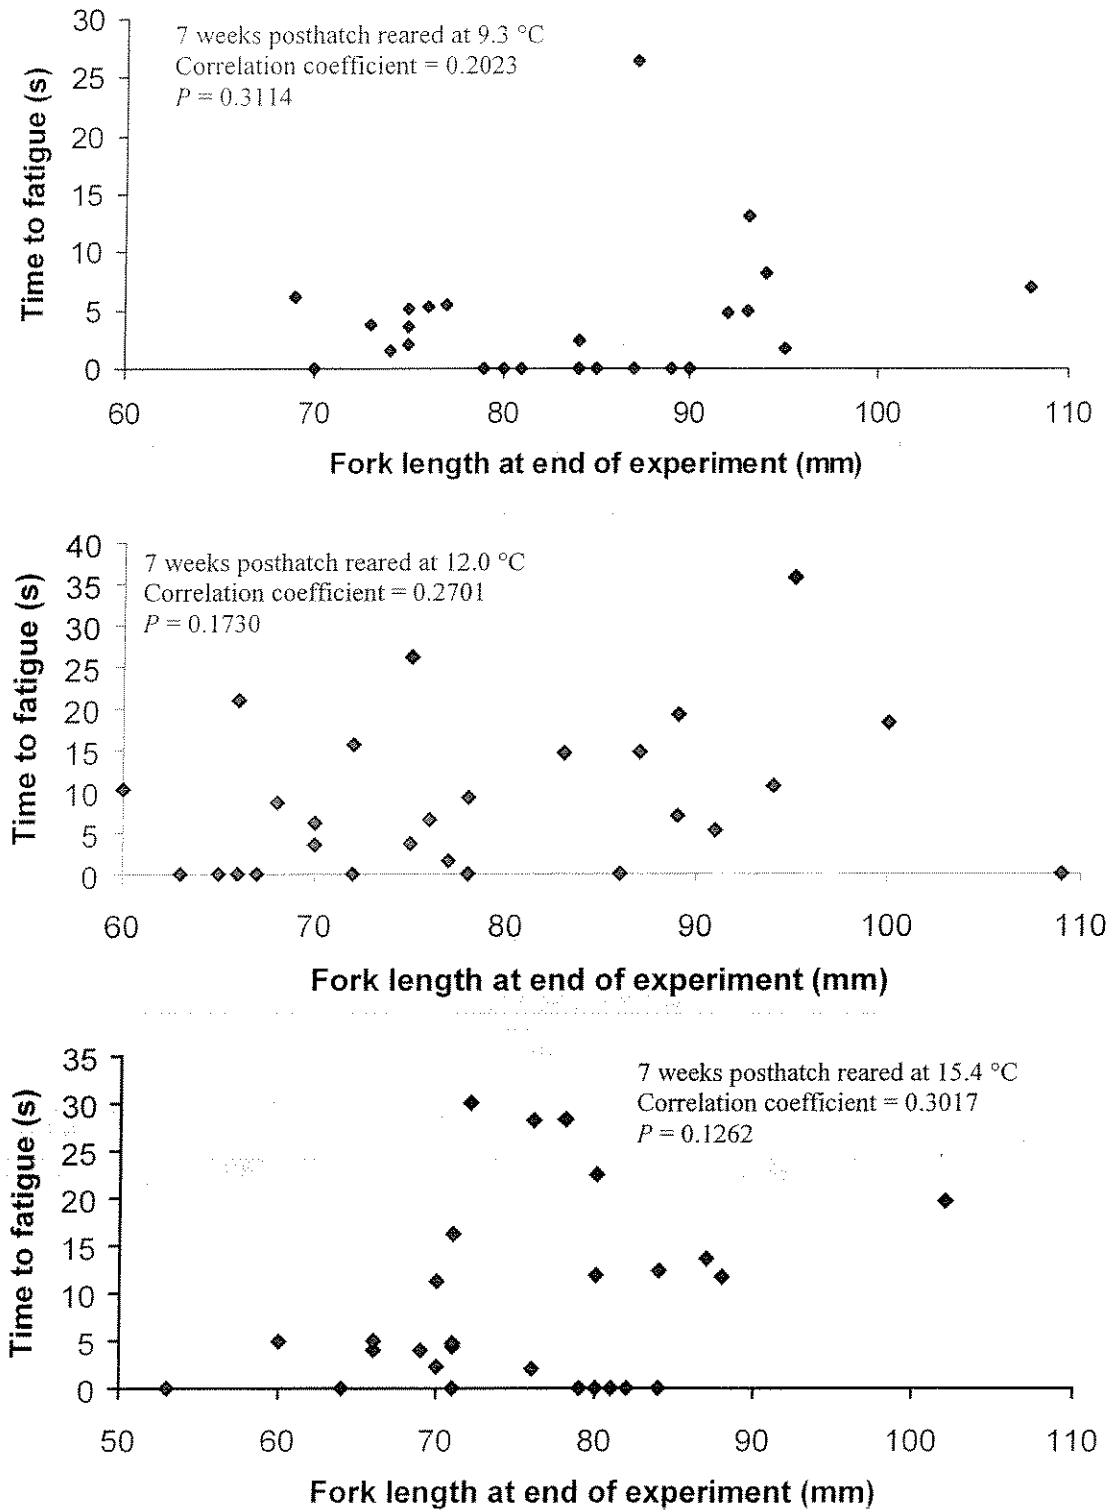 30
7 weeks posthatch reared at 9.3 °C
Correlation coefficient = 0.2023
P = 0.3114
25
20
15
10
5
0
Time to fatigue (s)
60 70 80 90 100 110
Fork length at end of experiment (mm)
40
7 weeks posthatch reared at 12.0 °C
Correlation coefficient = 0.2701
P = 0.1730
35
30
25
20
15
10
5
0
Time to fatigue (s)
60 70 80 90 100 110
Fork length at end of experiment (mm)
35
7 weeks posthatch reared at 15.4 °C
Correlation coefficient = 0.3017
P = 0.1262
30
25
20
15
10
5
0
Time to fatigue (s)
50 60 70 80 90 100 110
Fork length at end of experiment (mm)